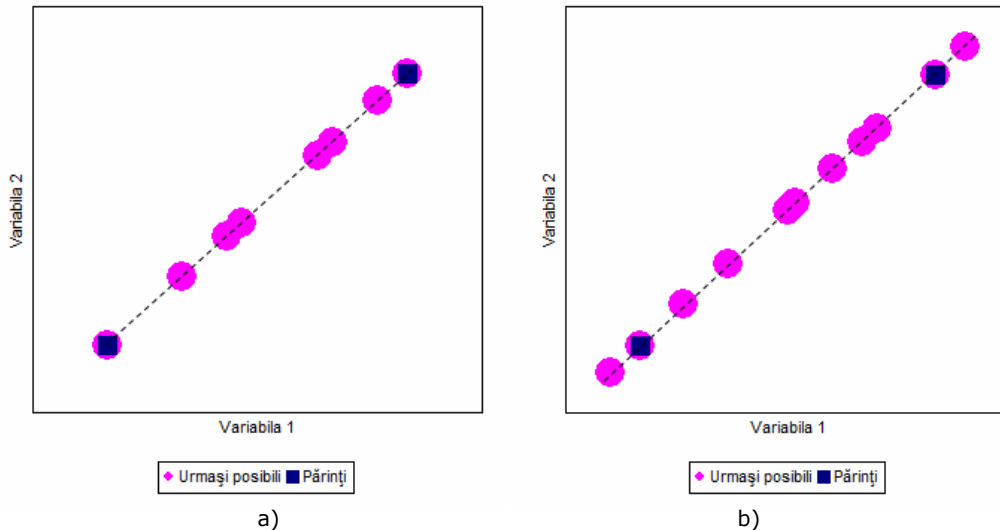 Variabila 2
Variabila 1
Urmaşi posibili Părinţi
a)
Variabila 2
Variabila 1
Urmaşi posibili Părinţi
b)